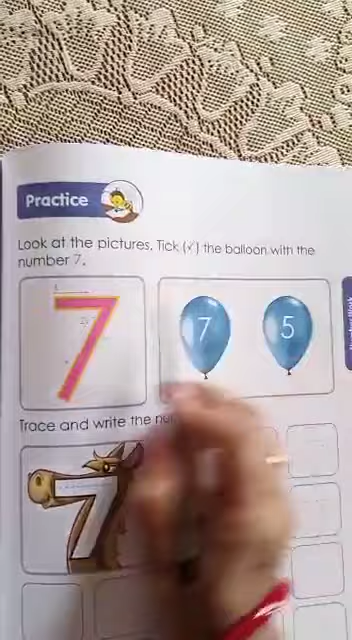 Practice
Look at the pictures. Tick (✓) the balloon with the
number 7.
7
7 5
Trace and write the
7